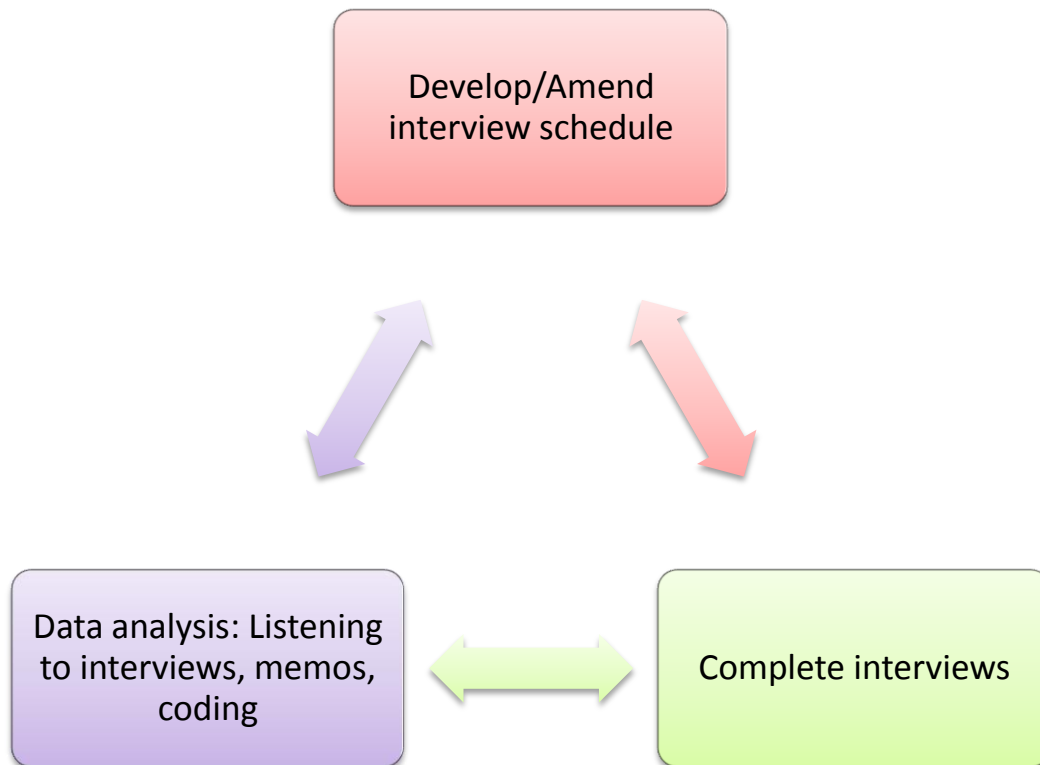 Develop/Amend
interview schedule
Data analysis: Listening
to interviews, memos,
coding
Complete interviews